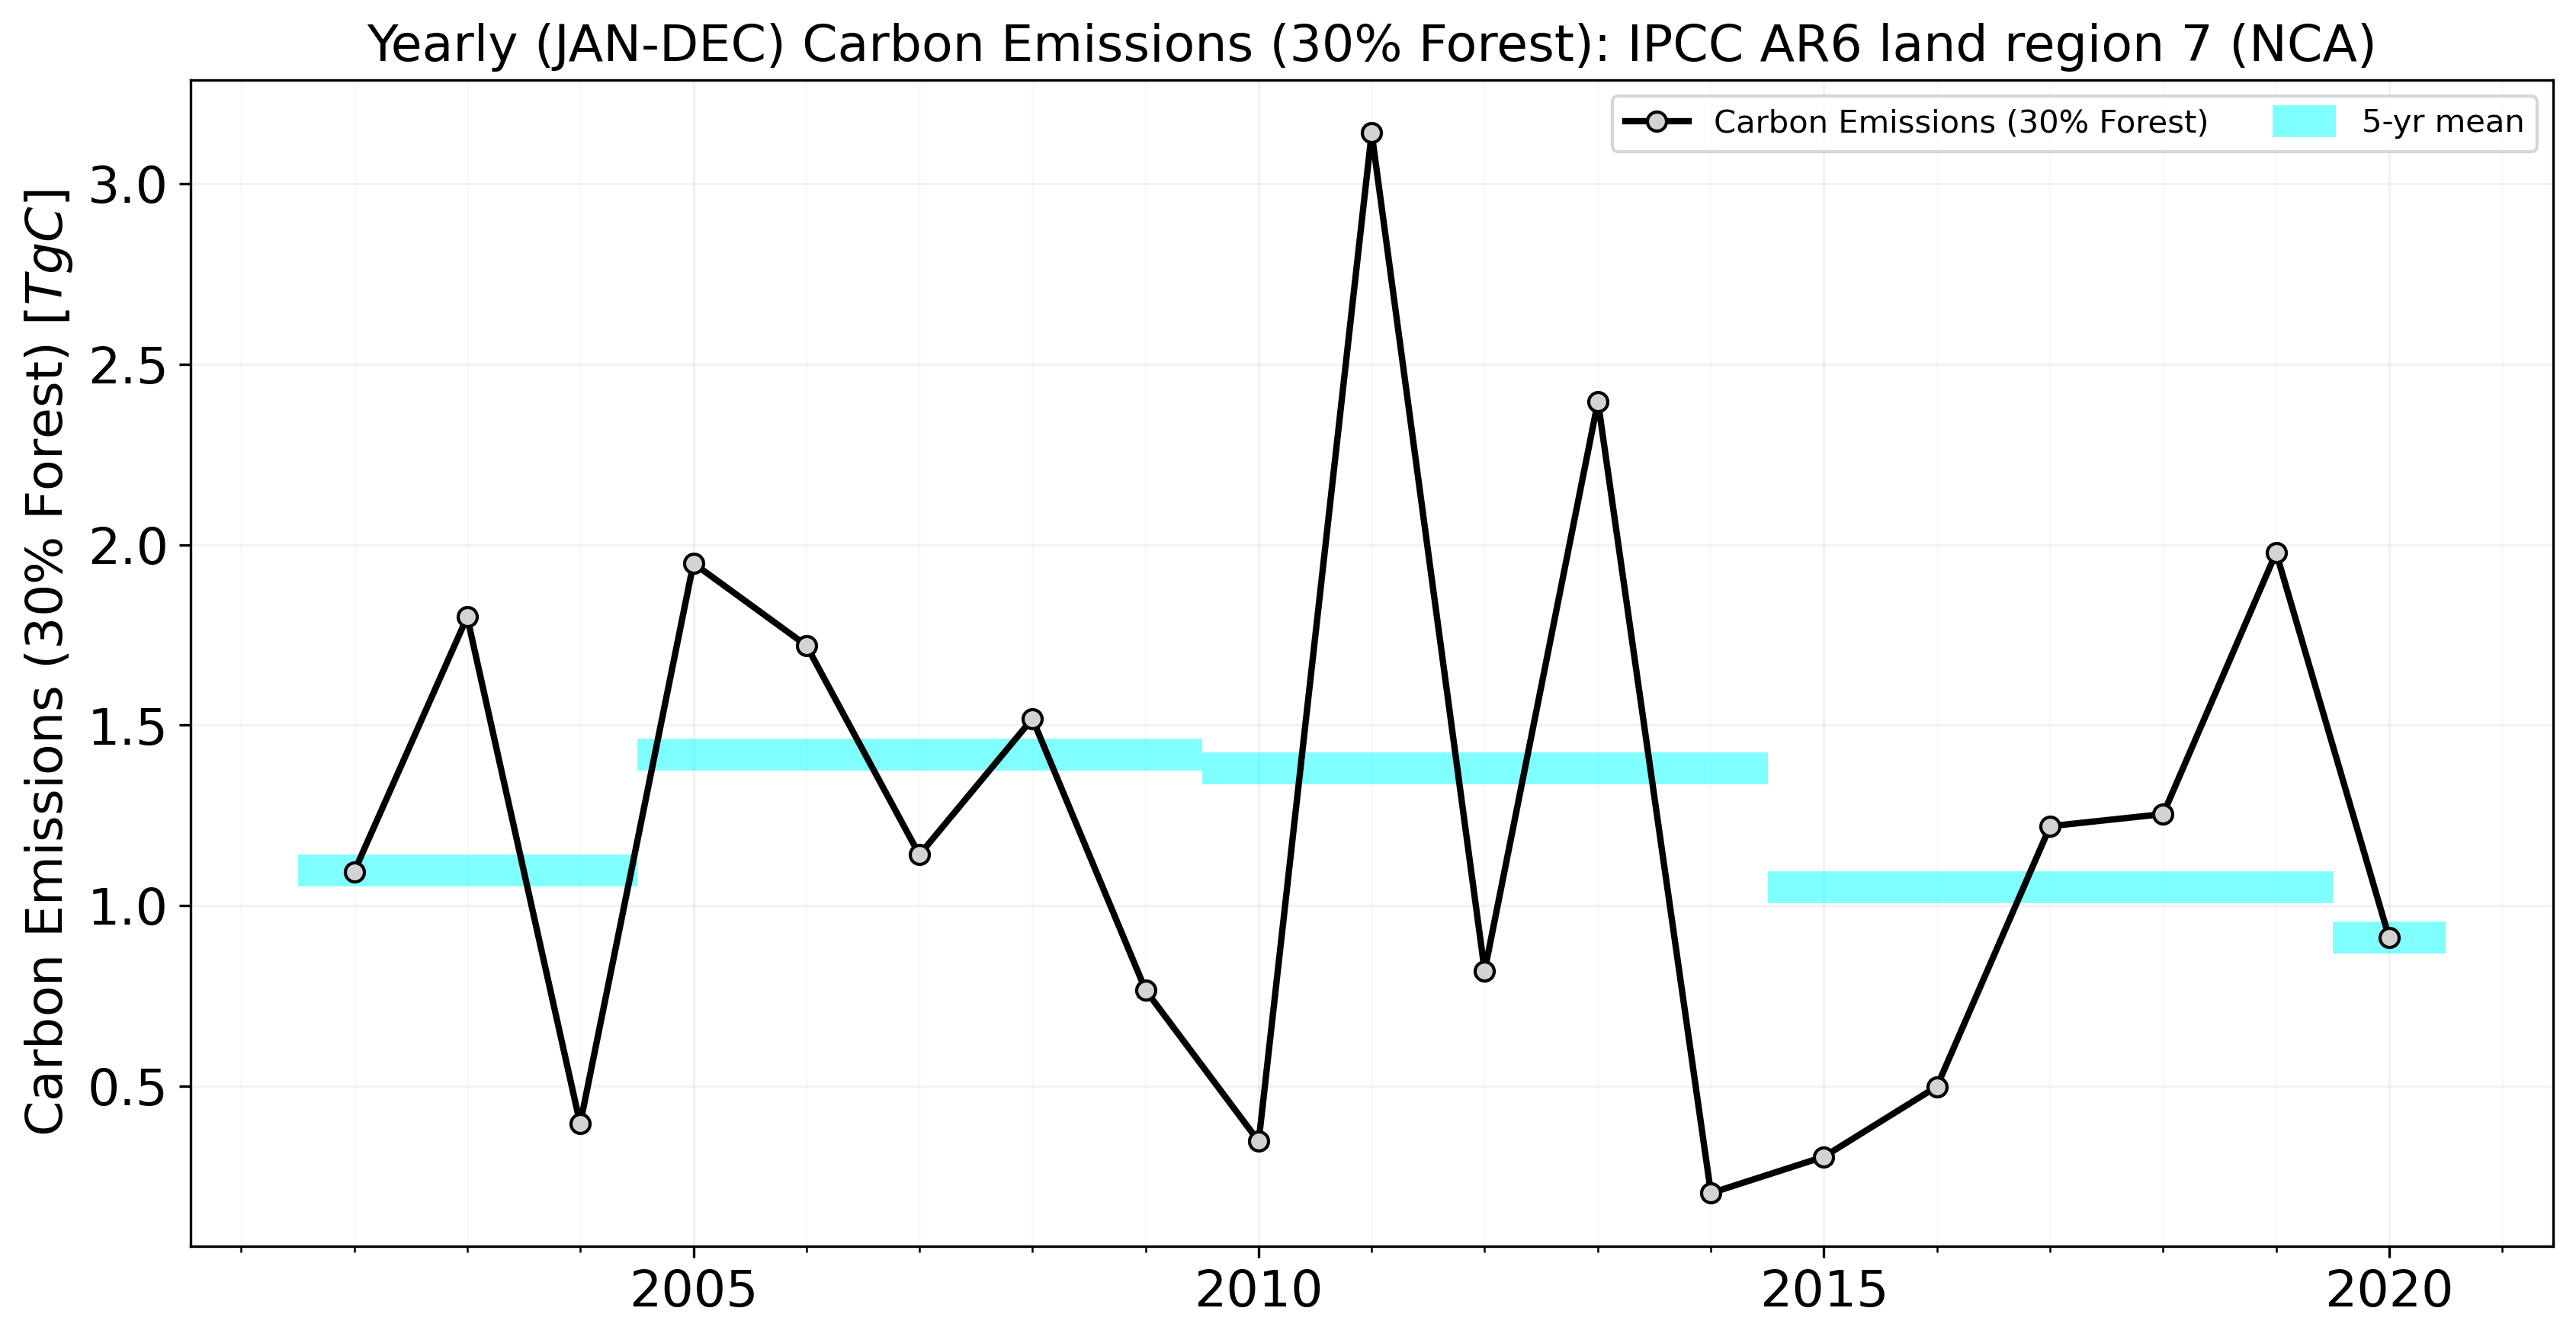 Yearly (JAN-DEC) Carbon Emissions (30% Forest): IPCC AR6 land region 7 (NCA)
Carbon Emissions (30% Forest)
5-yr mean
Carbon Emissions (30% Forest) [TgC]
3.0
2.5
2.0
1.5
1.0
0.5
2005
2010
2015
2020